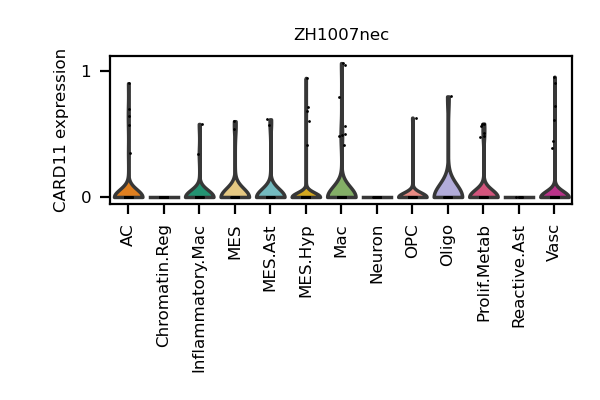 ZH1007nec
CARD11 expression
1
0
AC
Chromatin.Reg
Inflammatory.Mac
MES
MES.Ast
MES.Hyp
Mac
Neuron
OPC
Oligo
Prolif.Metab
Reactive.Ast
Vasc